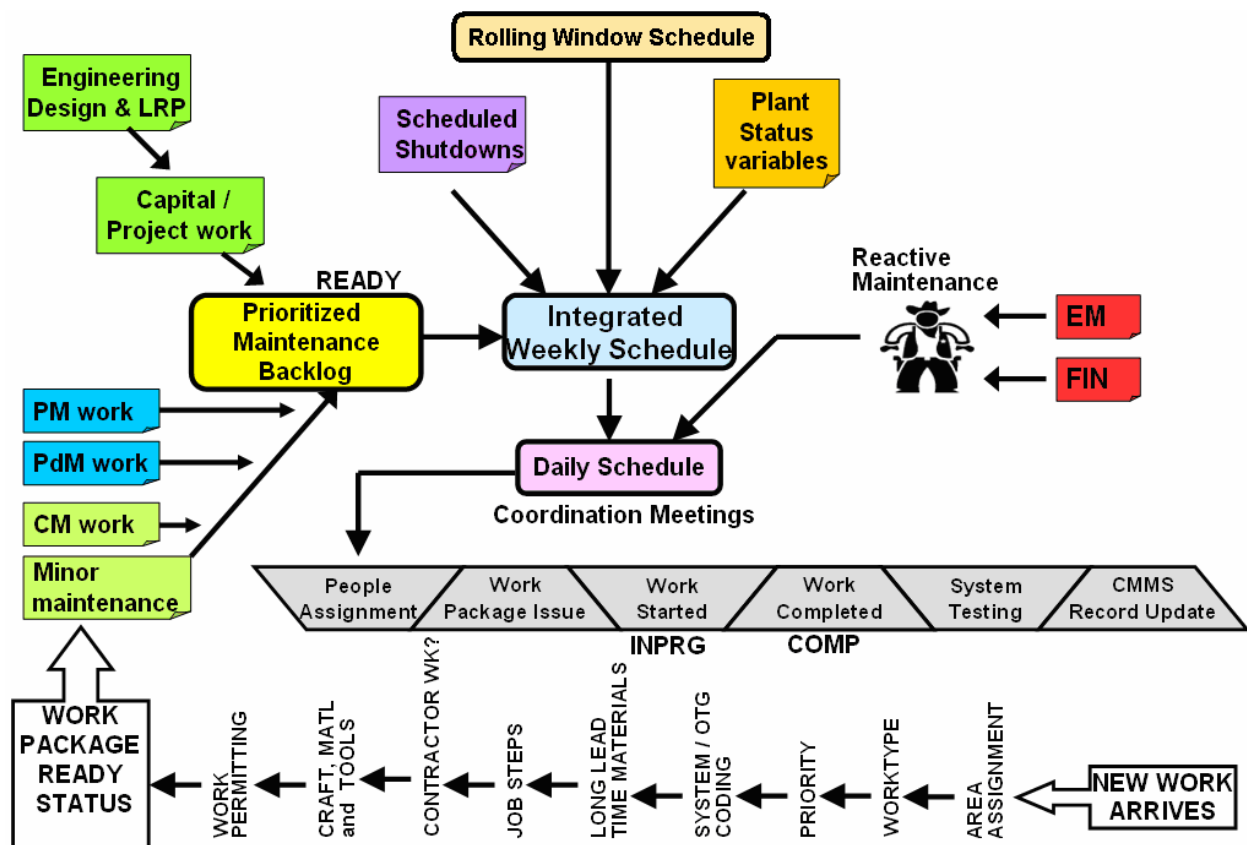 Rolling Window Schedule
Engineering
Design & LRP
Scheduled
Shutdowns
Plant
Status
variables
Capital /
Project work
READY
Prioritized
Maintenance
Backlog
Integrated
Weekly Schedule
Reactive
Maintenance
EM
FIN
PM work
PdM work
CM work
Minor
maintenance
Daily Schedule
Coordination Meetings
People
Assignment
Work
Package Issue
Work
Started
Work
Completed
System
Testing
CMMS
Record Update
INPRG
COMP
WORK
PACKAGE
READY
STATUS
WORK
PERMITTING
CRAFT, MATL
and TOOLS
CONTRACTOR WK?
JOB STEPS
LONG LEAD
TIME MATERIALS
SYSTEM / OTG
CODING
PRIORITY
WORKTYPE
AREA
ASSIGNMENT
NEW WORK
ARRIVES